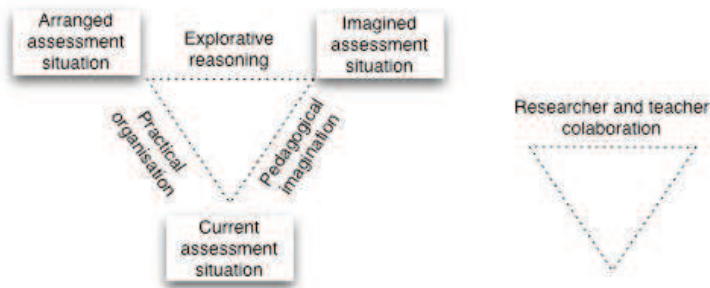 Arranged
assessment
situation
Explorative
reasoning
Imagined
assessment
situation
Practical
organisation
Pedagogical
imagination
Current
assessment
situation
Researcher and teacher
colaboration